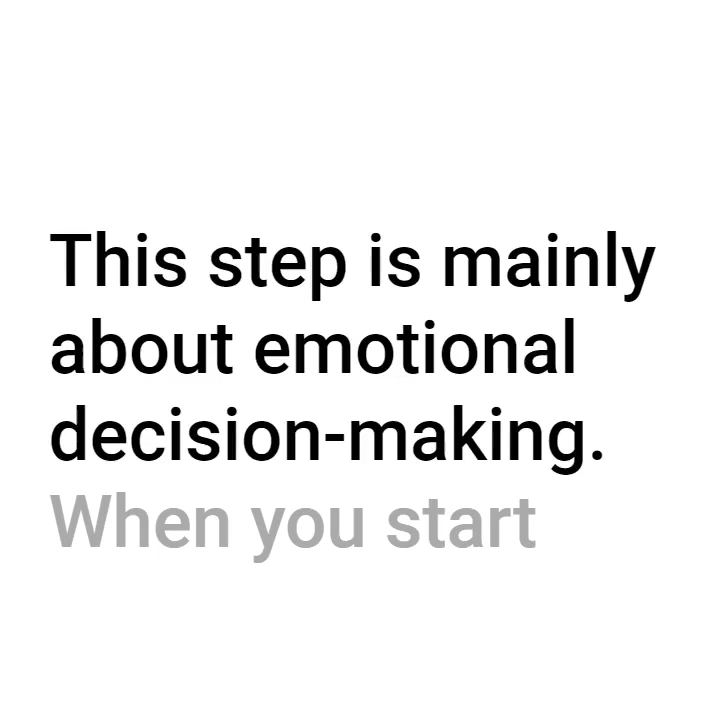 This step is mainly
about emotional
decision-making.
When you start